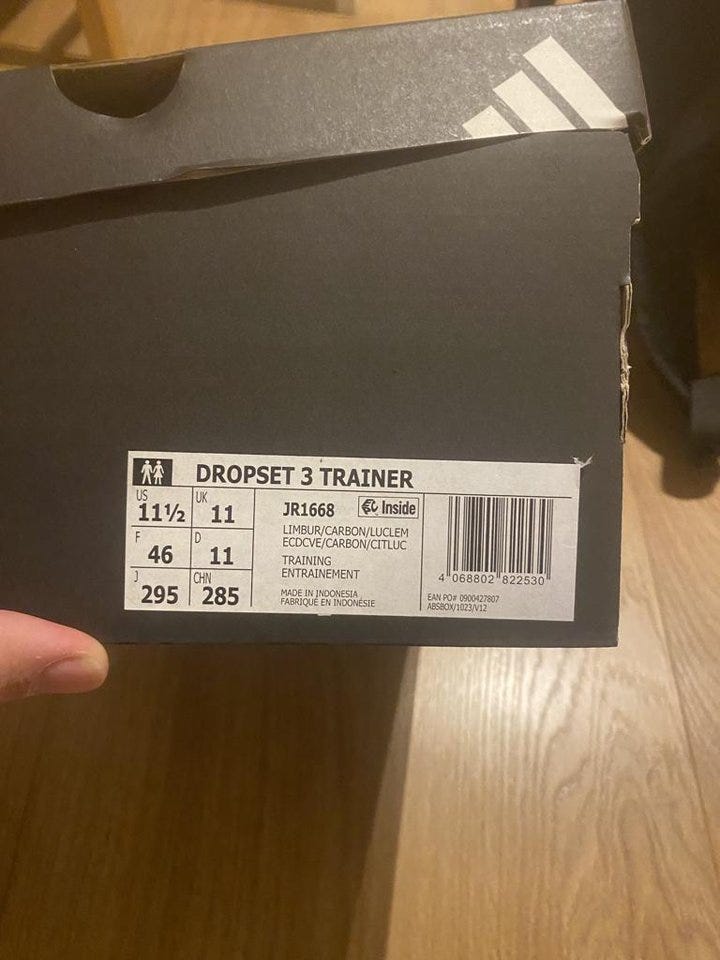 DROPSET 3 TRAINER
US 11½ UK 11
F 46 D 11
J 295 CHN 285
JR1668 Inside
LIMBUR/CARBON/LUCLEM
ECDCVE/CARBON/CITLUC
TRAINING
ENTRAINEMENT
MADE IN INDONESIA
FABRIQUÉ EN INDONÉSIE
4 068802 822530
EAN PO# 0900427807
ABSBOX/1023/V12